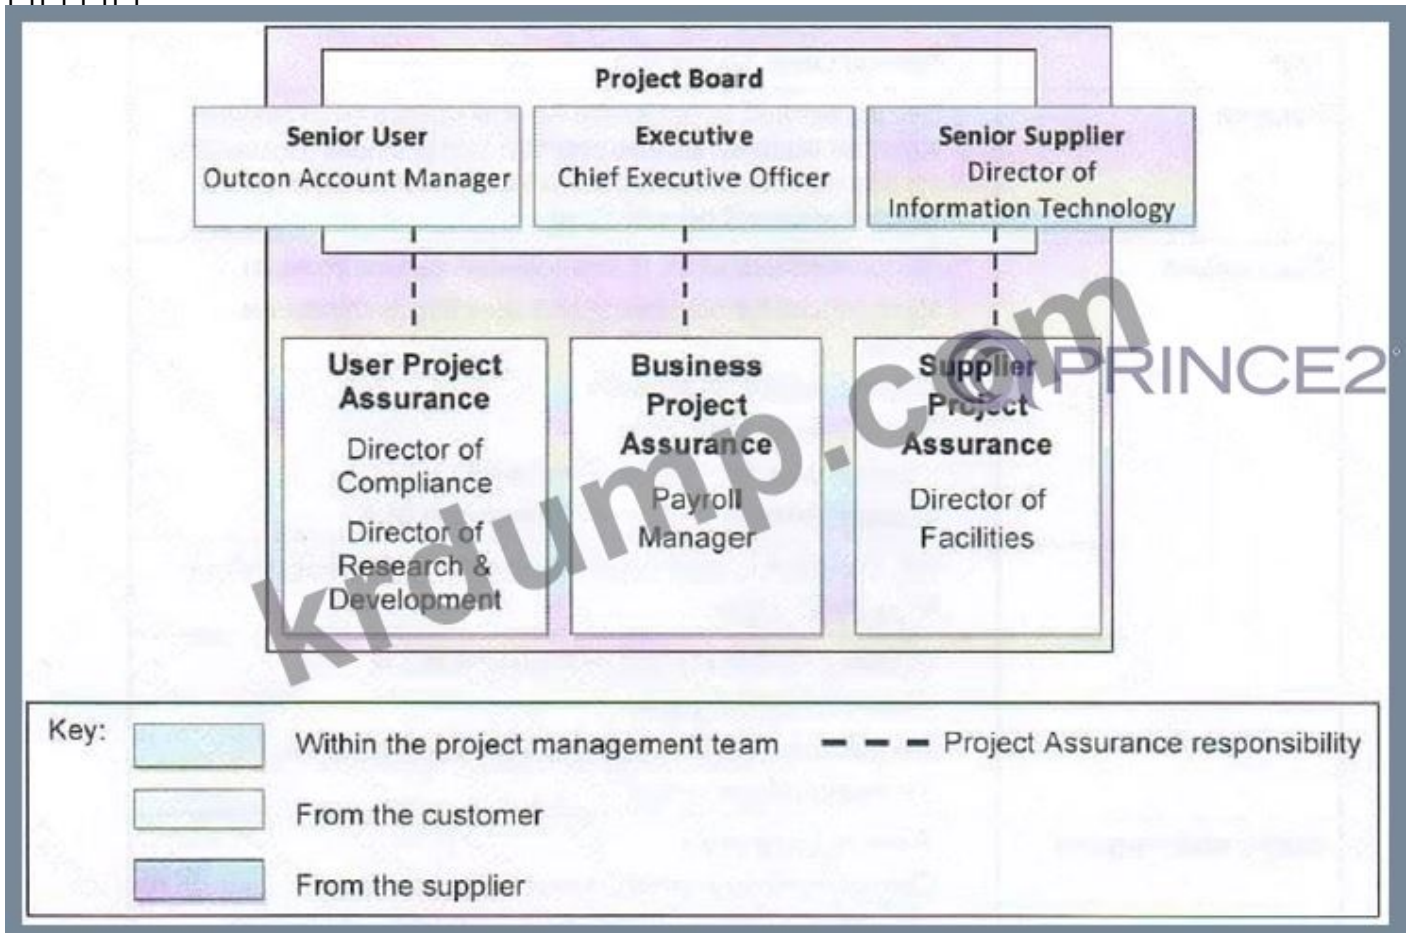 Project Board
Senior User
Outcon Account Manager
Executive
Chief Executive Officer
Senior Supplier
Director of
Information Technology
User Project
Assurance
Director of
Compliance
Director of
Research &
Development
Business
Project
Assurance
Payroll
Manager
Supplier
Project
Assurance
Director of
Facilities
PRINCE2
krdump.com
Key:
Within the project management team
Project Assurance responsibility
From the customer
From the supplier